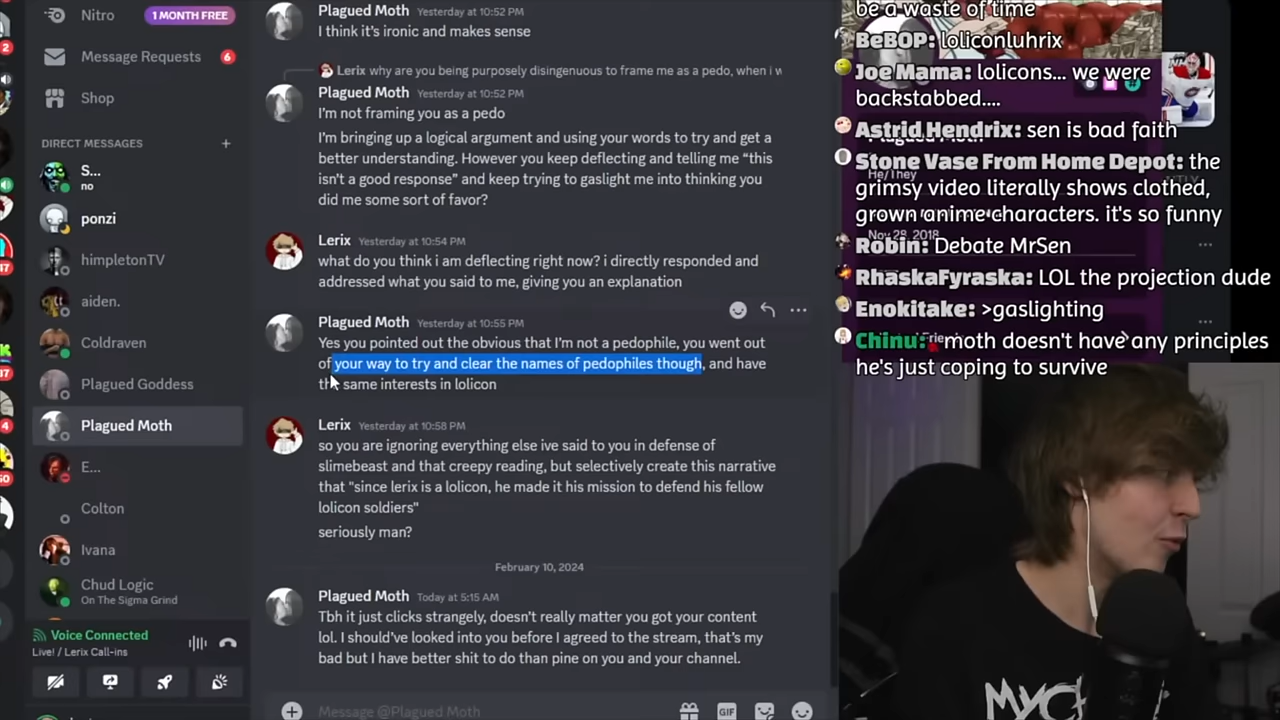 Nitro
1 MONTH FREE
Message Requests
6
Shop
DIRECT MESSAGES
S...
no
ponzi
himpletonTV
aiden.
Coldraven
Plagued Goddess
Plagued Moth
E...
Colton
Ivana
Chud Logic
On The Sigma Grind
Voice Connected
Live! / Lerix Call-ins
Plagued Moth Yesterday at 10:52 PM
I think it's ironic and makes sense
Lerix why are you being purposely disingenuous to frame me as a pedo, when i w
Plagued Moth Yesterday at 10:52 PM
I'm not framing you as a pedo
I'm bringing up a logical argument and using your words to try and get a
better understanding. However you keep deflecting and telling me “this
isn't a good response” and keep trying to gaslight me into thinking you
did me some sort of favor?
Lerix Yesterday at 10:54 PM
what do you think i am deflecting right now? i directly responded and
addressed what you said to me, giving you an explanation
Plagued Moth Yesterday at 10:55 PM
Yes you pointed out the obvious that I'm not a pedophile, you went out
of your way to try and clear the names of pedophiles though, and have
the same interests in lolicon
Lerix Yesterday at 10:58 PM
so you are ignoring everything else ive said to you in defense of
slimebeast and that creepy reading, but selectively create this narrative
that "since lerix is a lolicon, he made it his mission to defend his fellow
lolicon soldiers"
seriously man?
February 10, 2024
Plagued Moth Today at 5:15 AM
Tbh it just clicks strangely, doesn't really matter you got your content
lol. I should've looked into you before I agreed to the stream, that's my
bad but I have better shit to do than pine on you and your channel.
Message @Plagued Moth
GIF
be a waste of time
BeBOP: loliconluhrix
Joe Mama: lolicons... we were
backstabbed....
Astrid Hendrix: sen is bad faith
Stone Vase From Home Depot: the
grimsy video literally shows clothed,
grown anime characters. it's so funny
Robin: Debate MrSen
RhaskaFyraska: LOL the projection dude
Enokitake: >gaslighting
Chinu: moth doesn't have any principles
he's just coping to survive
He/They
Nov 28, 2018